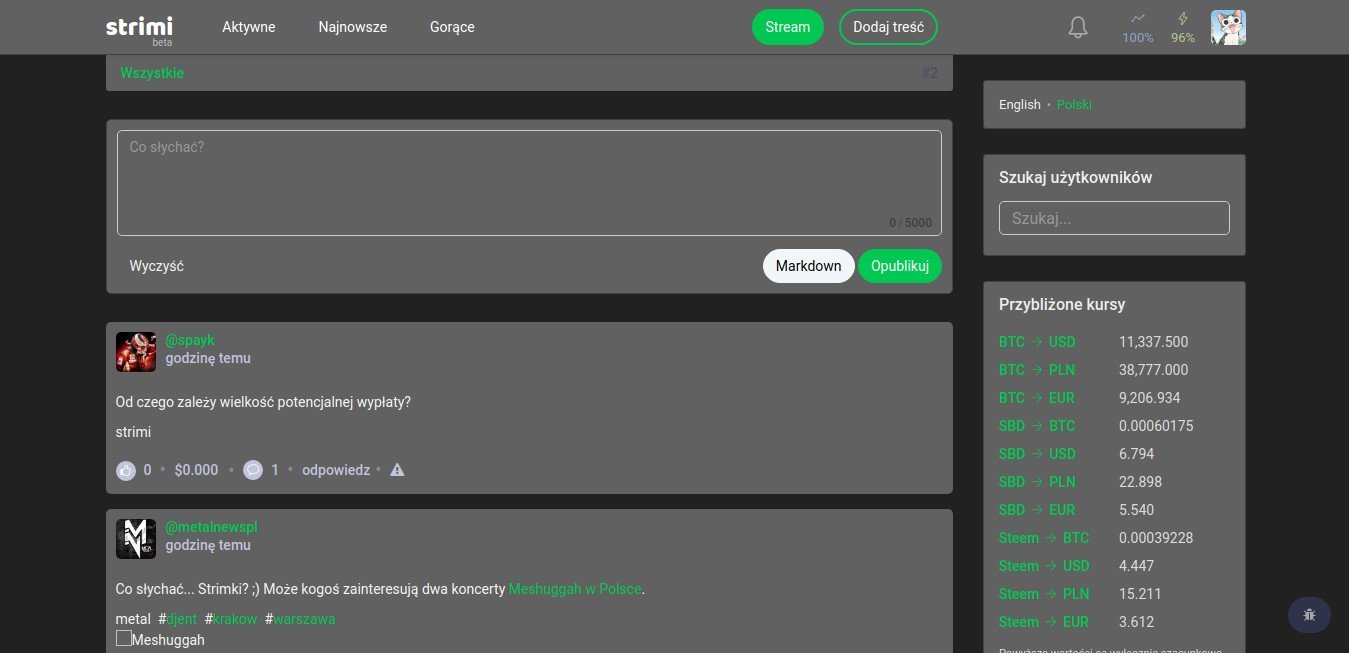 strimi
beta
Aktywne Najnowsze Gorące
Stream Dodaj treść
100% 96%
Wszystkie #2
Co słychać?
0 / 5000
Wyczyść Markdown Opublikuj
@spayk
godzinę temu
Od czego zależy wielkość potencjalnej wypłaty?
strimi
0 • $0.000 • 1 • odpowiedz •
@metalnewspl
godzinę temu
Co słychać... Strimki? ;) Może kogoś zainteresują dwa koncerty Meshuggah w Polsce.
metal #djent #krakow #warszawa
Meshuggah
English • Polski
Szukaj użytkowników
Szukaj...
Przybliżone kursy
BTC → USD 11,337.500
BTC → PLN 38,777.000
BTC → EUR 9,206.934
SBD → BTC 0.00060175
SBD → USD 6.794
SBD → PLN 22.898
SBD → EUR 5.540
Steem → BTC 0.00039228
Steem → USD 4.447
Steem → PLN 15.211
Steem → EUR 3.612
Powyższe wartości są wyłącznie szacunkowe